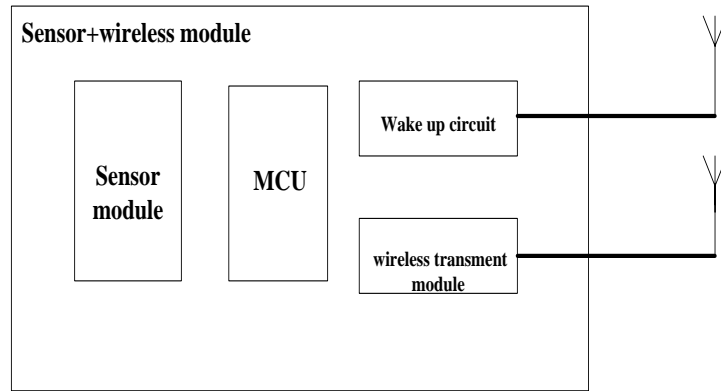 Sensor+wireless module
Wake up circuit
Sensor
module
MCU
wireless transment
module